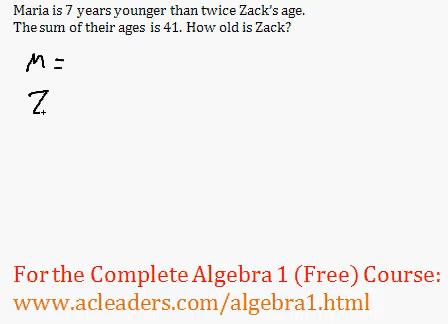 Maria is 7 years younger than twice Zack's age.
The sum of their ages is 41. How old is Zack?
M =
Z
For the Complete Algebra 1 (Free) Course:
www.acleaders.com/algebra1.html